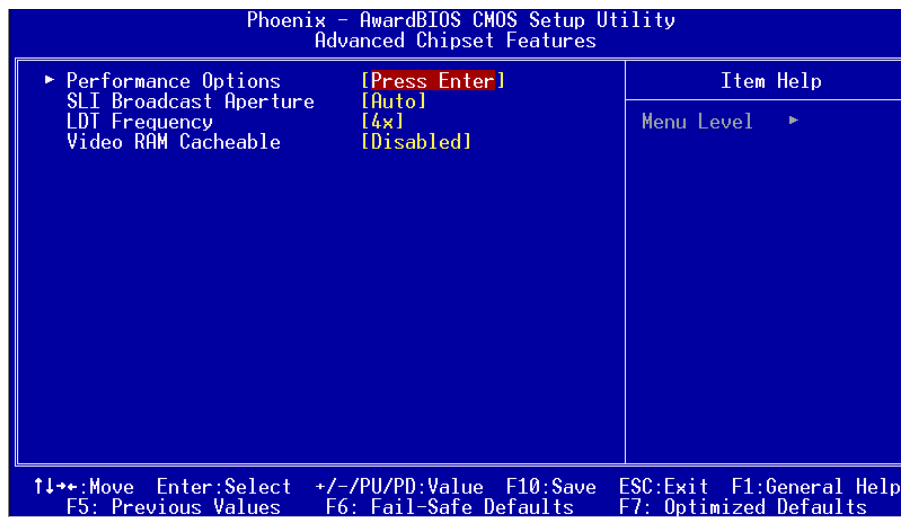 Phoenix - AwardBIOS CMOS Setup Utility
Advanced Chipset Features
► Performance Options [Press Enter]
SLI Broadcast Aperture [Auto]
LDT Frequency [4x]
Video RAM Cacheable [Disabled]
Item Help
Menu Level ►
↑↓→←:Move Enter:Select +/-/PU/PD:Value F10:Save ESC:Exit F1:General Help
F5: Previous Values F6: Fail-Safe Defaults F7: Optimized Defaults